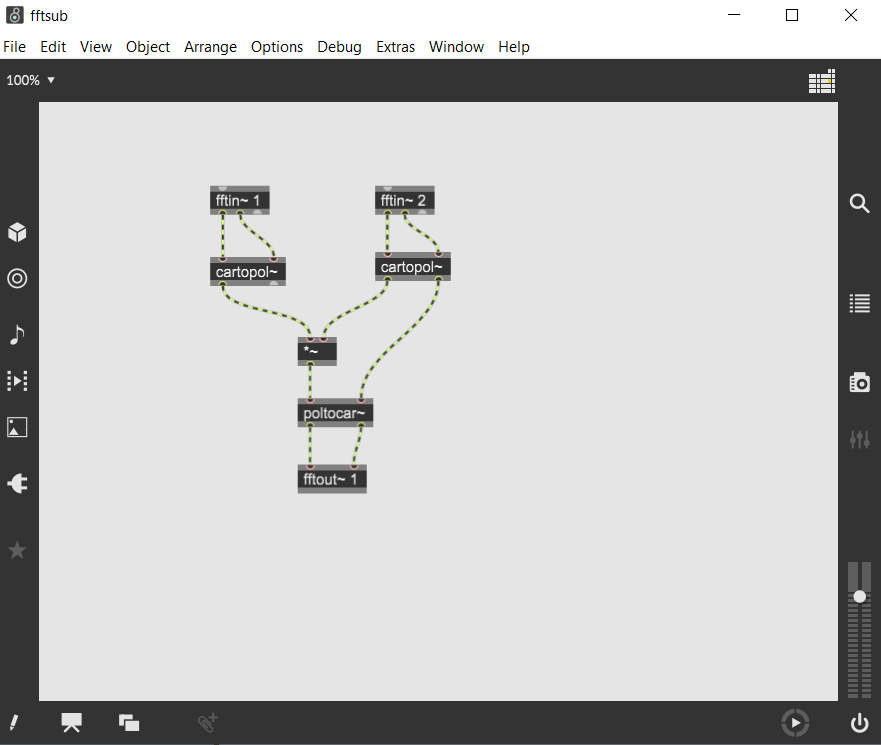 fftsub
File Edit View Object Arrange Options Debug Extras Window Help
100%
fftin~ 1
fftin~ 2
cartopol~
cartopol~
*~
poltocar~
fftout~ 1